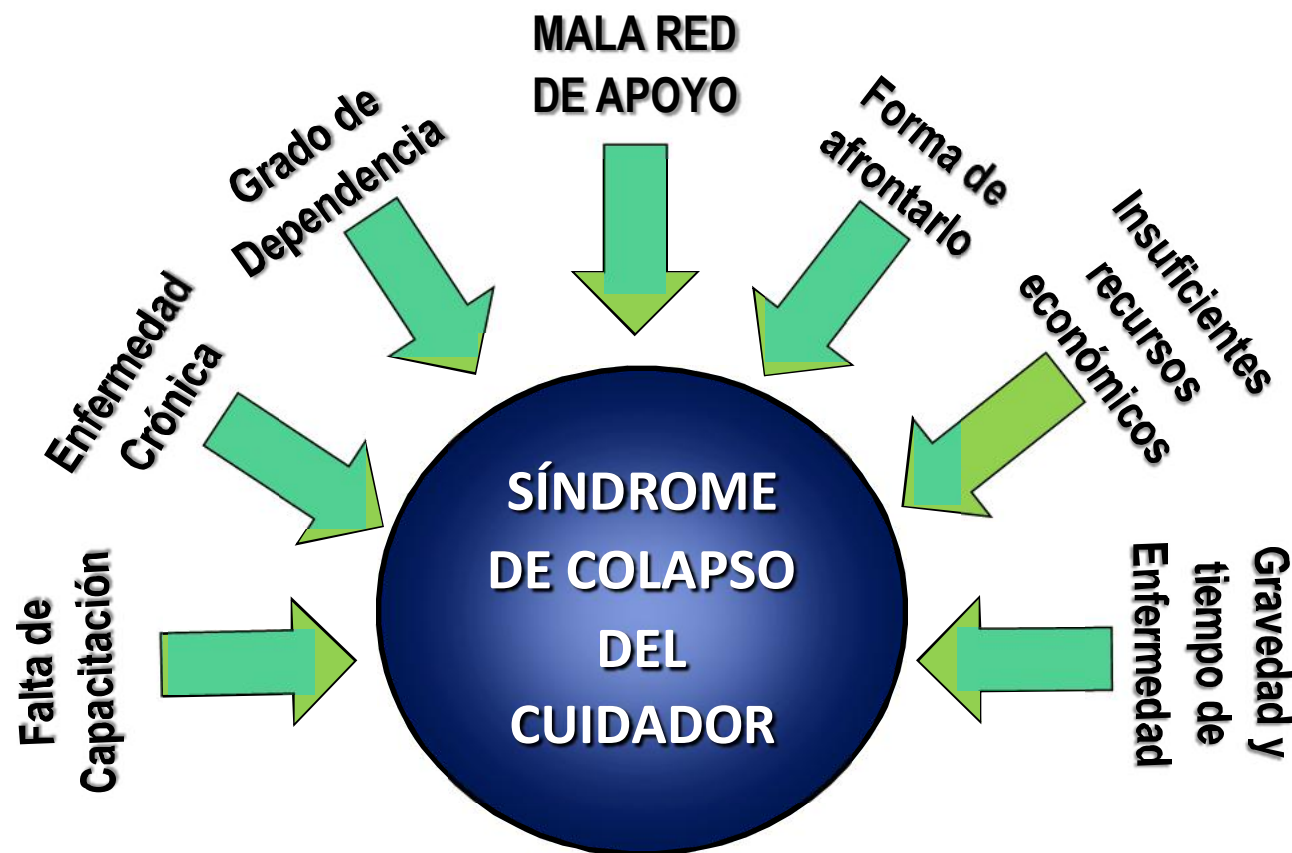 MALA RED
DE APOYO
Grado de
Dependencia
Forma de
afrontarlo
Enfermedad
Crónica
Insuficientes
recursos
económicos
Falta de
Capacitación
Gravedad y
tiempo de
Enfermedad
SÍNDROME
DE COLAPSO
DEL
CUIDADOR